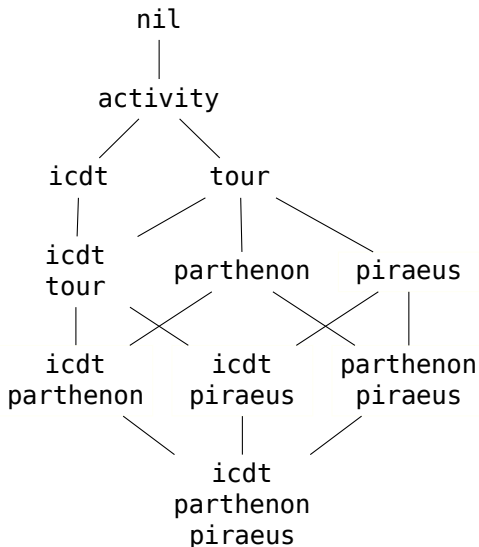 nil
activity
icdt
tour
icdt
tour
parthenon
piraeus
icdt
parthenon
icdt
piraeus
parthenon
piraeus
icdt
parthenon
piraeus